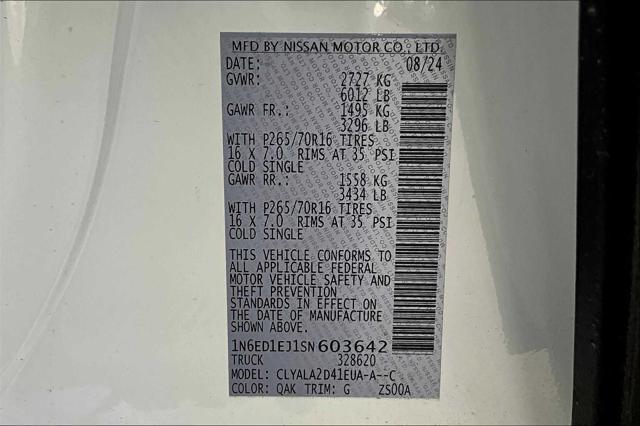 MFD BY NISSAN MOTOR CO., LTD.
DATE: 08/24
GVWR: 2727 KG
6012 LB
GAWR FR.: 1495 KG
3296 LB
WITH P265/70R16 TIRES
16 X 7.0 RIMS AT 35 PSI
COLD SINGLE
GAWR RR.: 1558 KG
3434 LB
WITH P265/70R16 TIRES
16 X 7.0 RIMS AT 35 PSI
COLD SINGLE
THIS VEHICLE CONFORMS TO
ALL APPLICABLE FEDERAL
MOTOR VEHICLE SAFETY AND
THEFT PREVENTION
STANDARDS IN EFFECT ON
THE DATE OF MANUFACTURE
SHOWN ABOVE.
1N6ED1EJ1SN603642
TRUCK 328620
MODEL: CLYALA2D41EUA-A--C
COLOR: QAK TRIM: G ZS00A